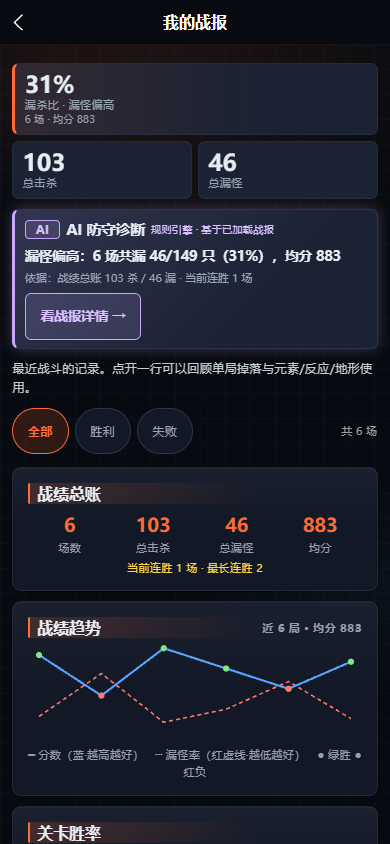 我的战报
31%
漏杀比 · 漏怪偏高
6 场 · 均分 883
103
总击杀
46
总漏怪
AI AI 防守诊断 规则引擎 · 基于已加载战报
漏怪偏高：6 场共漏 46/149 只（31%），均分 883
依据：战绩总账 103 杀 / 46 漏 · 当前连胜 1 场
看战报详情 →
最近战斗的记录。点开一行可以回顾单局掉落与元素/反应/地形使
用。
全部 胜利 失败 共 6 场
战绩总账
6 103 46 883
场数 总击杀 总漏怪 均分
当前连胜 1 场 · 最长连胜 2
战绩趋势 近 6 局 • 均分 883
━ 分数（蓝·越高越好） ┄ 漏怪率（红虚线·越低越好） ● 绿胜 ●
红负
关卡胜率